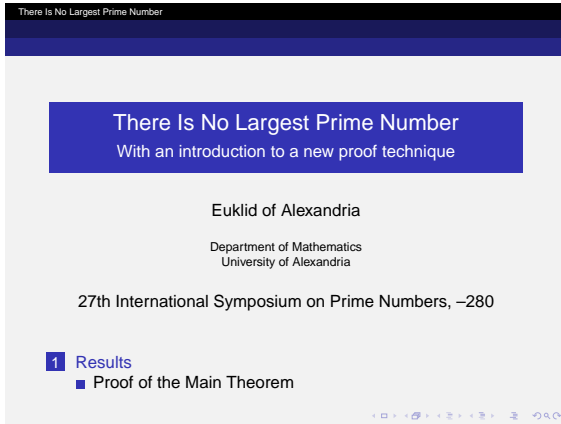 There Is No Largest Prime Number
There Is No Largest Prime Number
With an introduction to a new proof technique
Euklid of Alexandria
Department of Mathematics
University of Alexandria
27th International Symposium on Prime Numbers, –280
1 Results
Proof of the Main Theorem